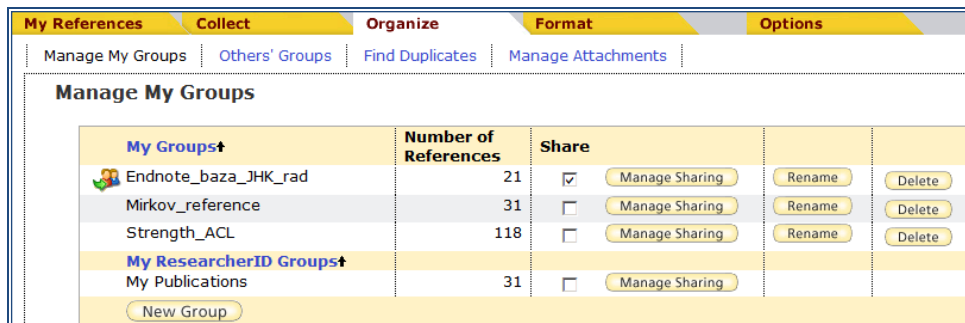 My References Collect Organize Format Options
Manage My Groups Others' Groups Find Duplicates Manage Attachments
Manage My Groups
My Groups Number of References Share
Endnote_baza_JHK_rad 21 Manage Sharing Rename Delete
Mirkov_reference 31 Manage Sharing Rename Delete
Strength_ACL 118 Manage Sharing Rename Delete
My ResearcherID Groups
My Publications 31 Manage Sharing
New Group